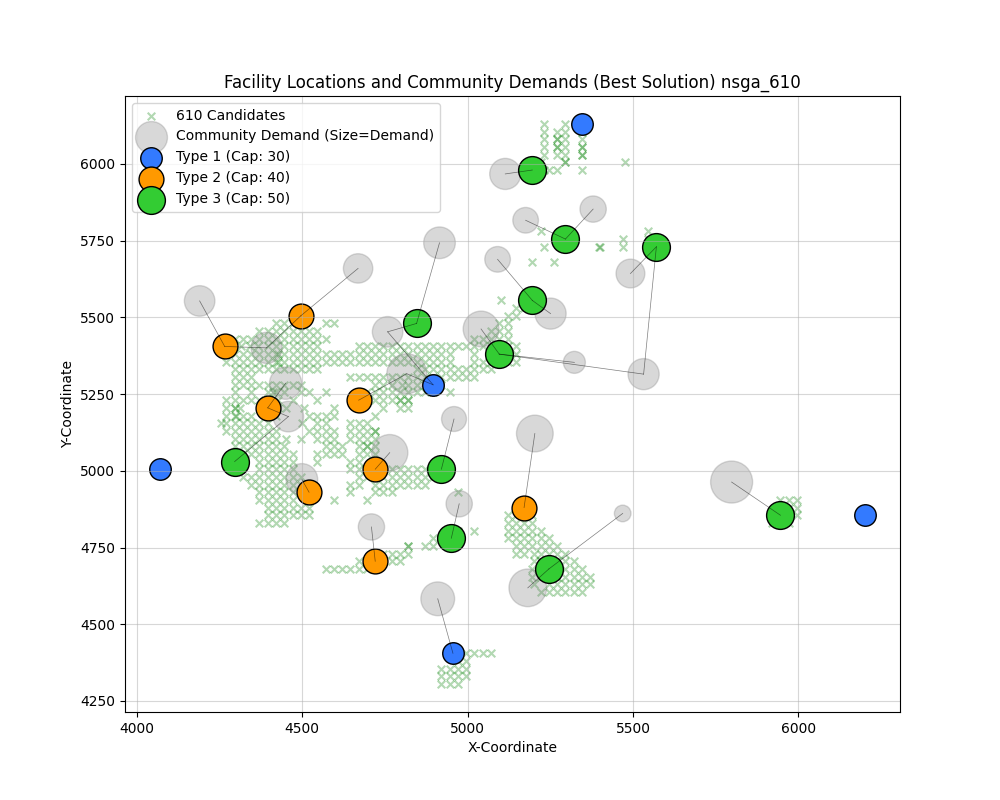 Facility Locations and Community Demands (Best Solution) nsga_610
610 Candidates
Community Demand (Size=Demand)
Type 1 (Cap: 30)
Type 2 (Cap: 40)
Type 3 (Cap: 50)
6000
5750
5500
5250
5000
4750
4500
4250
Y-Coordinate
4000 4500 5000 5500 6000
X-Coordinate